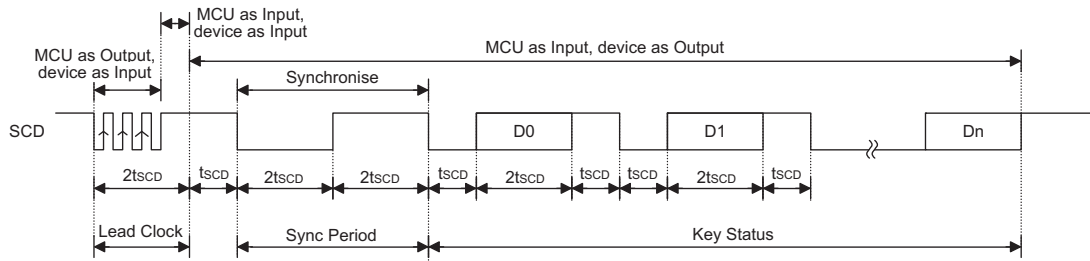 MCU as Input,
device as Input
MCU as Output,
device as Input
MCU as Input, device as Output
Synchronise
SCD
D0
D1
Dn
2tSCD
tSCD
2tSCD
2tSCD
tSCD
2tSCD
tSCD
tSCD
2tSCD
tSCD
Lead Clock
Sync Period
Key Status